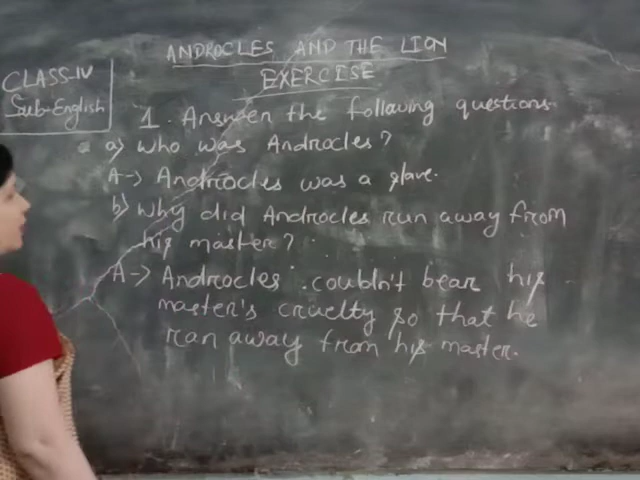 ANDROCLES AND THE LION
EXERCISE
CLASS-IV
Sub-English
1. Answer the following questions.
a) Who was Androcles?
A-> Androcles was a slave.
b) Why did Androcles run away from
his master?
A-> Androcles couldn't bear his
master's cruelty so that he
ran away from his master.